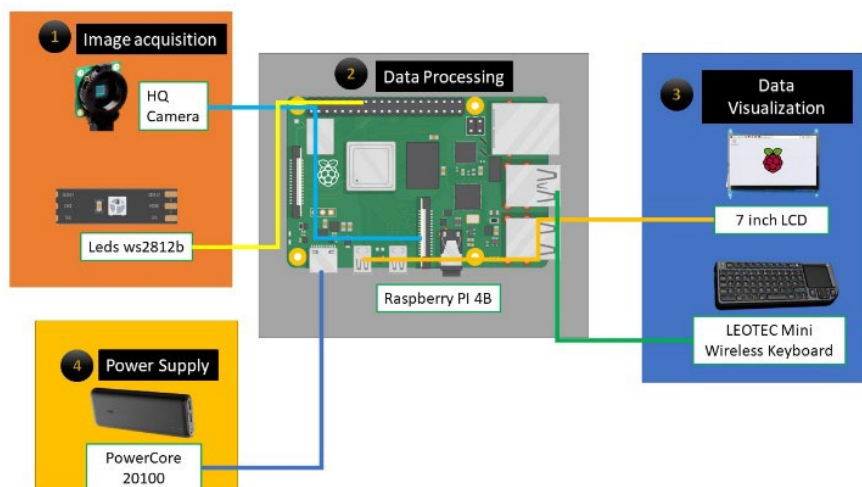 1
Image acquisition
HQ
Camera
Leds ws2812b
2
Data Processing
Raspberry PI 4B
3
Data
Visualization
7 inch LCD
LEOTEC Mini
Wireless Keyboard
4
Power Supply
PowerCore
20100